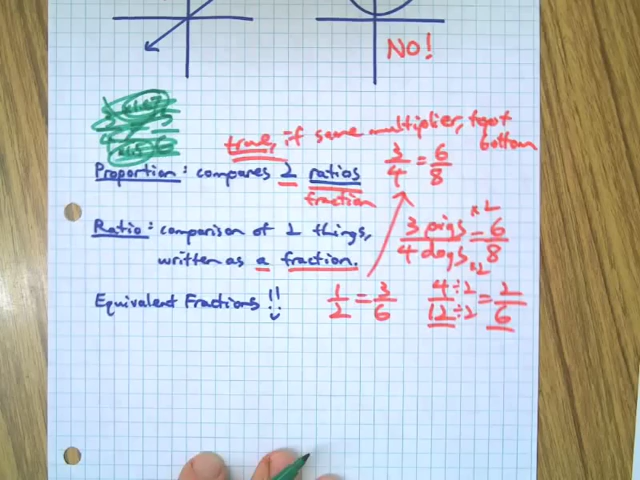 NO!
true, if same multiplier, top + bottom
Proportion: compares 2 ratios
fraction
3/4 = 6/8
Ratio: comparison of 2 things,
written as a fraction.
3 pigs/4 dogs = 6/8
x2
x2
Equivalent Fractions!!
1/2 = 3/6
4÷2/12÷2 = 2/6